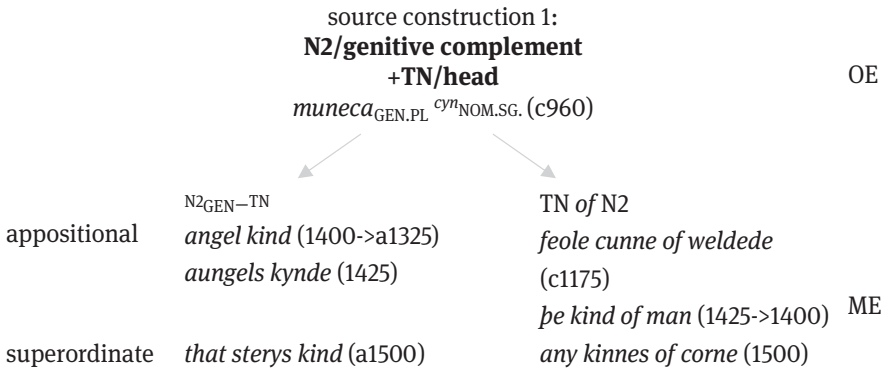 source construction 1:
N2/genitive complement
+TN/head
OE
muneca GEN.PL cyn NOM.SG. (c960)
N2GEN—TN
TN of N2
appositional
angel kind (1400->a1325)
feole cunne of weldede
aungels kynde (1425)
(c1175)
þe kind of man (1425->1400)
ME
superordinate
that sterys kind (a1500)
any kinnes of corne (1500)